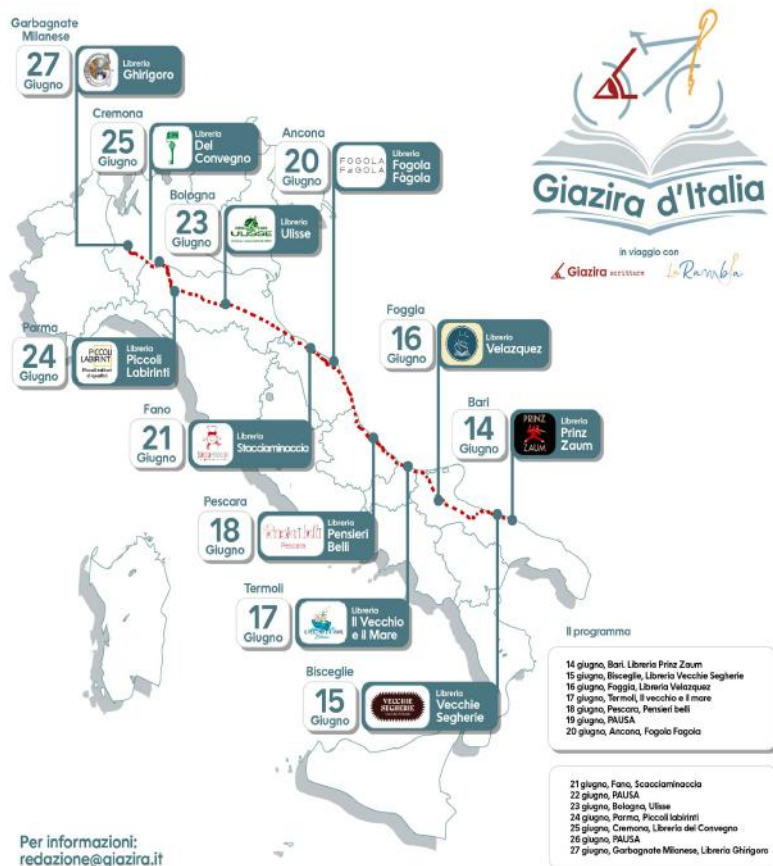 Garbagnate
Milanese
27
Giugno
Libreria
Ghirigoro
Cremona
25
Giugno
Libreria
Del
Convegno
Ancona
20
Giugno
FOGOLA
FaGOLA
Libreria
Fogola
Fàgola
Bologna
23
Giugno
ULISSE
Libreria
Ulisse
Giazira d'Italia
in viaggio con
Giazira scritture
La Rambla
Parma
24
Giugno
PICCOLI
LABIRINTI
Libreria
Piccoli
Labirinti
Foggia
16
Giugno
Libreria
Velazquez
Fano
21
Giugno
Libreria
Stacciaminaccia
Bari
14
Giugno
PRINZ
ZAUM
Libreria
Prinz
Zaum
Pescara
18
Giugno
Pensieri belli
Pescara
Libreria
Pensieri
Belli
Termoli
17
Giugno
Libreria
Il Vecchio
e il Mare
Bisceglie
15
Giugno
VECCHIE
SEGHERIE
Libreria
Vecchie
Segherie
Il programma
14 giugno, Bari. Libreria Prinz Zaum
15 giugno, Bisceglie, Libreria Vecchie Segherie
16 giugno, Foggia, Libreria Velazquez
17 giugno, Termoli, Il vecchio e il mare
18 giugno, Pescara, Pensieri belli
19 giugno, PAUSA
20 giugno, Ancona, Fogola Fagola
21 giugno, Fano, Scacciaminaccia
22 giugno, PAUSA
23 giugno, Bologna, Ulisse
24 giugno, Parma, Piccoli labirinti
25 giugno, Cremona, Libreria del Convegno
26 giugno, PAUSA
27 giugno, Garbagnate Milanese, Libreria Ghirigoro
Per informazioni:
redazione@giazira.it